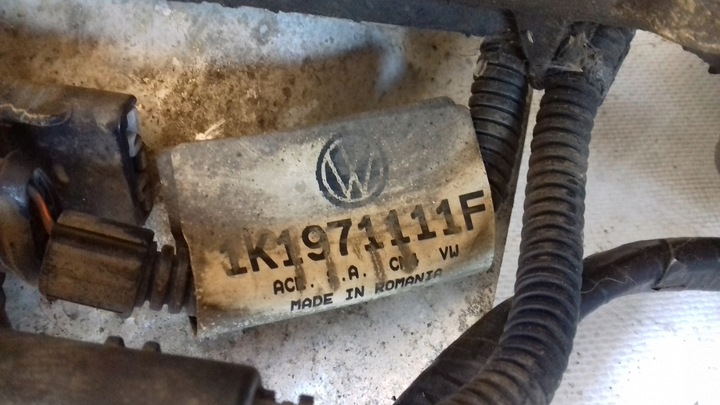 1K1971111F
VW
MADE IN ROMANIA